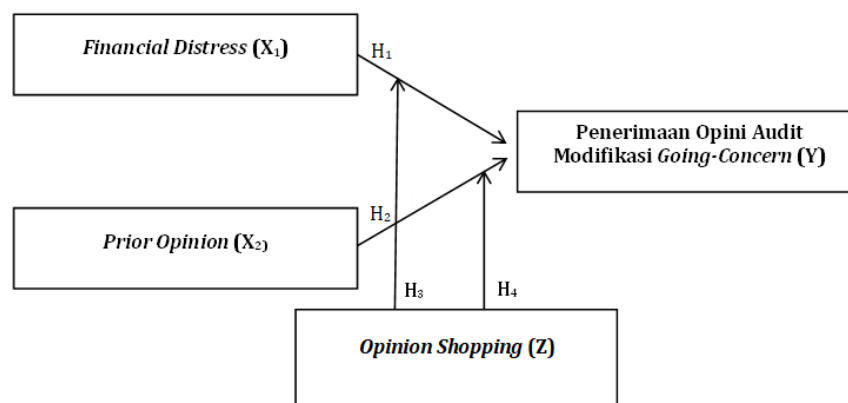 Financial Distress (X₁)
H₁
Penerimaan Opini Audit
Modifikasi Going-Concern (Y)
H₂
Prior Opinion (X₂)
H₃
H₄
Opinion Shopping (Z)